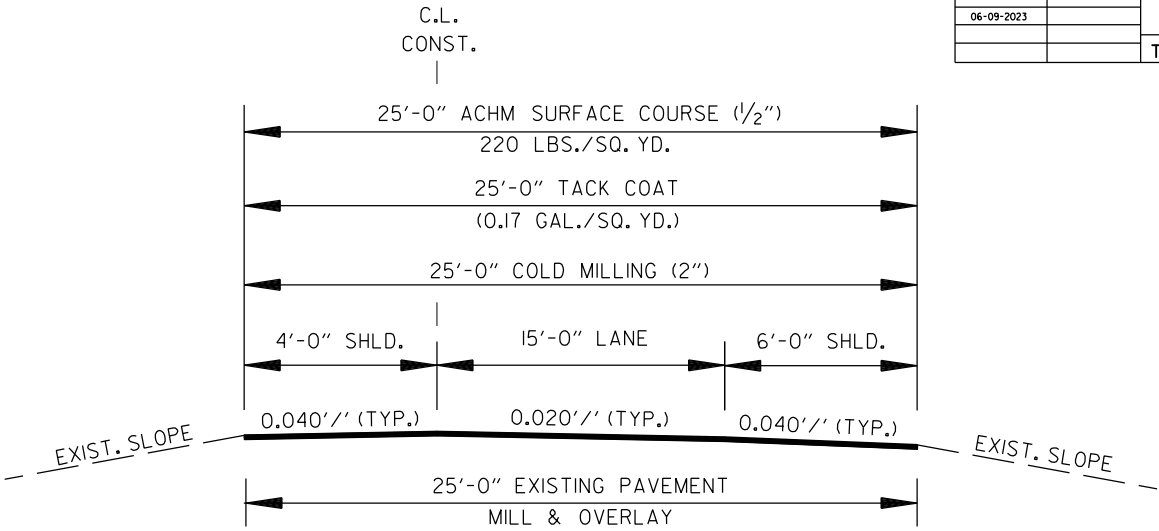 06-09-2023
T
C.L.
CONST.
25'-0" ACHM SURFACE COURSE (1/2")
220 LBS./SQ. YD.
25'-0" TACK COAT
(0.17 GAL./SQ. YD.)
25'-0" COLD MILLING (2")
4'-0" SHLD.
15'-0" LANE
6'-0" SHLD.
EXIST. SLOPE
0.040'/' (TYP.)
0.020'/' (TYP.)
0.040'/' (TYP.)
EXIST. SLOPE
25'-0" EXISTING PAVEMENT
MILL & OVERLAY